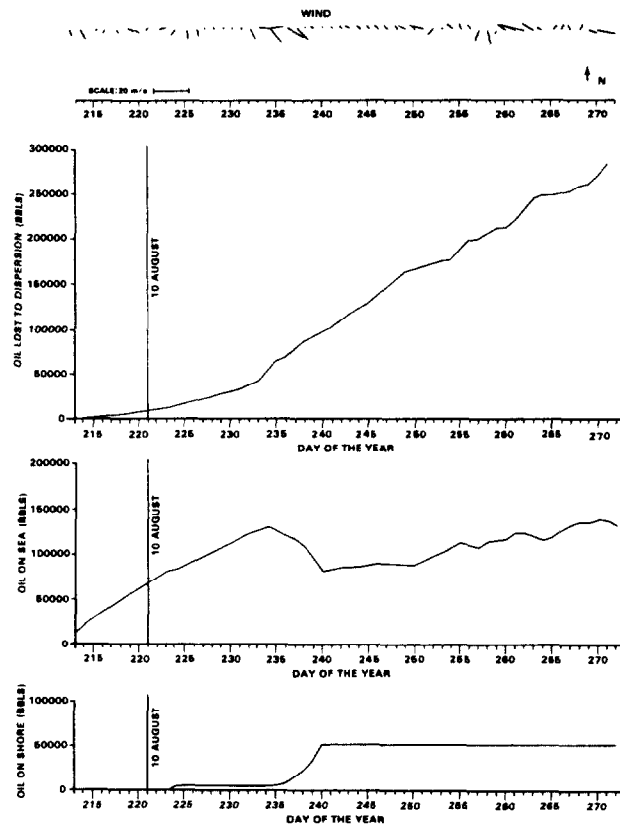 WIND
N
SCALE: 20 m/s
215 220 225 230 235 240 245 250 255 260 265 270
300000
250000
200000
150000
100000
50000
0
OIL LOST TO DISPERSION (BBLS)
10 AUGUST
215 220 225 230 235 240 245 250 255 260 265 270
DAY OF THE YEAR
200000
150000
100000
50000
0
OIL ON SEA (BBLS)
10 AUGUST
215 220 225 230 235 240 245 250 255 260 265 270
DAY OF THE YEAR
100000
50000
0
OIL ON SHORE (BBLS)
10 AUGUST
215 220 225 230 235 240 245 250 255 260 265 270
DAY OF THE YEAR